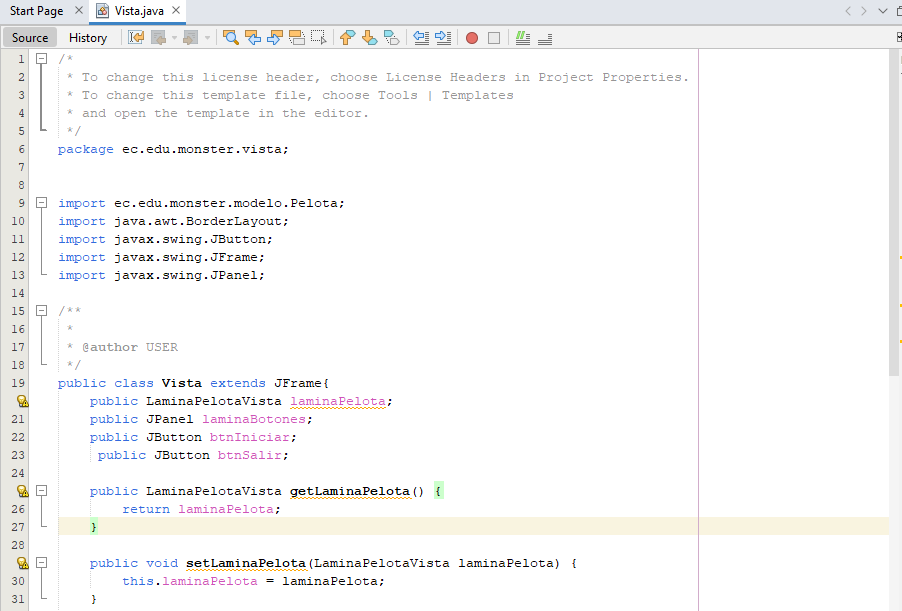 Start Page
Vista.java
Source History
1 /*
2 * To change this license header, choose License Headers in Project Properties.
3 * To change this template file, choose Tools | Templates
4 * and open the template in the editor.
5 */
6 package ec.edu.monster.vista;
7
8
9 import ec.edu.monster.modelo.Pelota;
10 import java.awt.BorderLayout;
11 import javax.swing.JButton;
12 import javax.swing.JFrame;
13 import javax.swing.JPanel;
14
15 /**
16 *
17 * @author USER
18 */
19 public class Vista extends JFrame{
public LaminaPelotaVista laminaPelota;
21 public JPanel laminaBotones;
22 public JButton btnIniciar;
23 public JButton btnSalir;
24
public LaminaPelotaVista getLaminaPelota() {
26 return laminaPelota;
27 }
28
public void setLaminaPelota(LaminaPelotaVista laminaPelota) {
30 this.laminaPelota = laminaPelota;
31 }